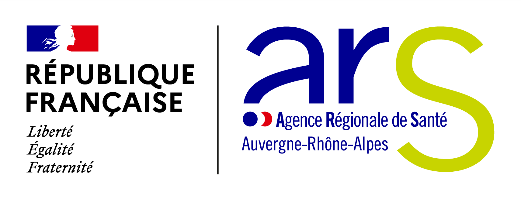 RÉPUBLIQUE
FRANÇAISE
Liberté
Égalité
Fraternité
ars
Agence Régionale de Santé
Auvergne-Rhône-Alpes